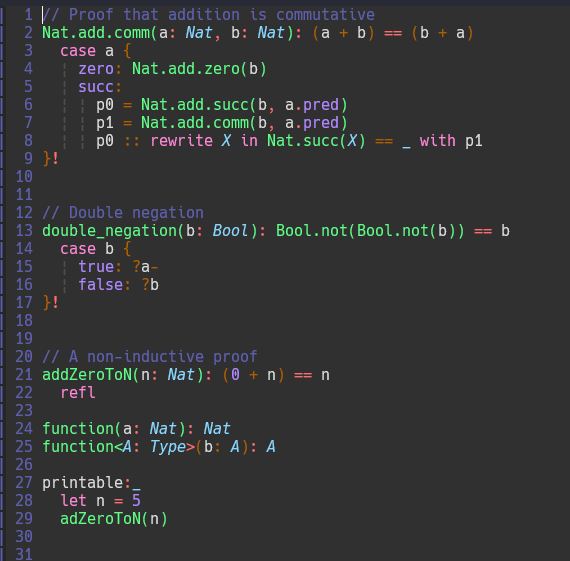 1 // Proof that addition is commutative
2 Nat.add.comm(a: Nat, b: Nat): (a + b) == (b + a)
3   case a {
4     zero: Nat.add.zero(b)
5     succ:
6       p0 = Nat.add.succ(b, a.pred)
7       p1 = Nat.add.comm(b, a.pred)
8       p0 :: rewrite X in Nat.succ(X) == _ with p1
9 }!
10
11
12 // Double negation
13 double_negation(b: Bool): Bool.not(Bool.not(b)) == b
14   case b {
15     true: ?a-
16     false: ?b
17 }!
18
19
20 // A non-inductive proof
21 addZeroToN(n: Nat): (0 + n) == n
22   refl
23
24 function(a: Nat): Nat
25 function<A: Type>(b: A): A
26
27 printable:_
28   let n = 5
29   adZeroToN(n)
30
31